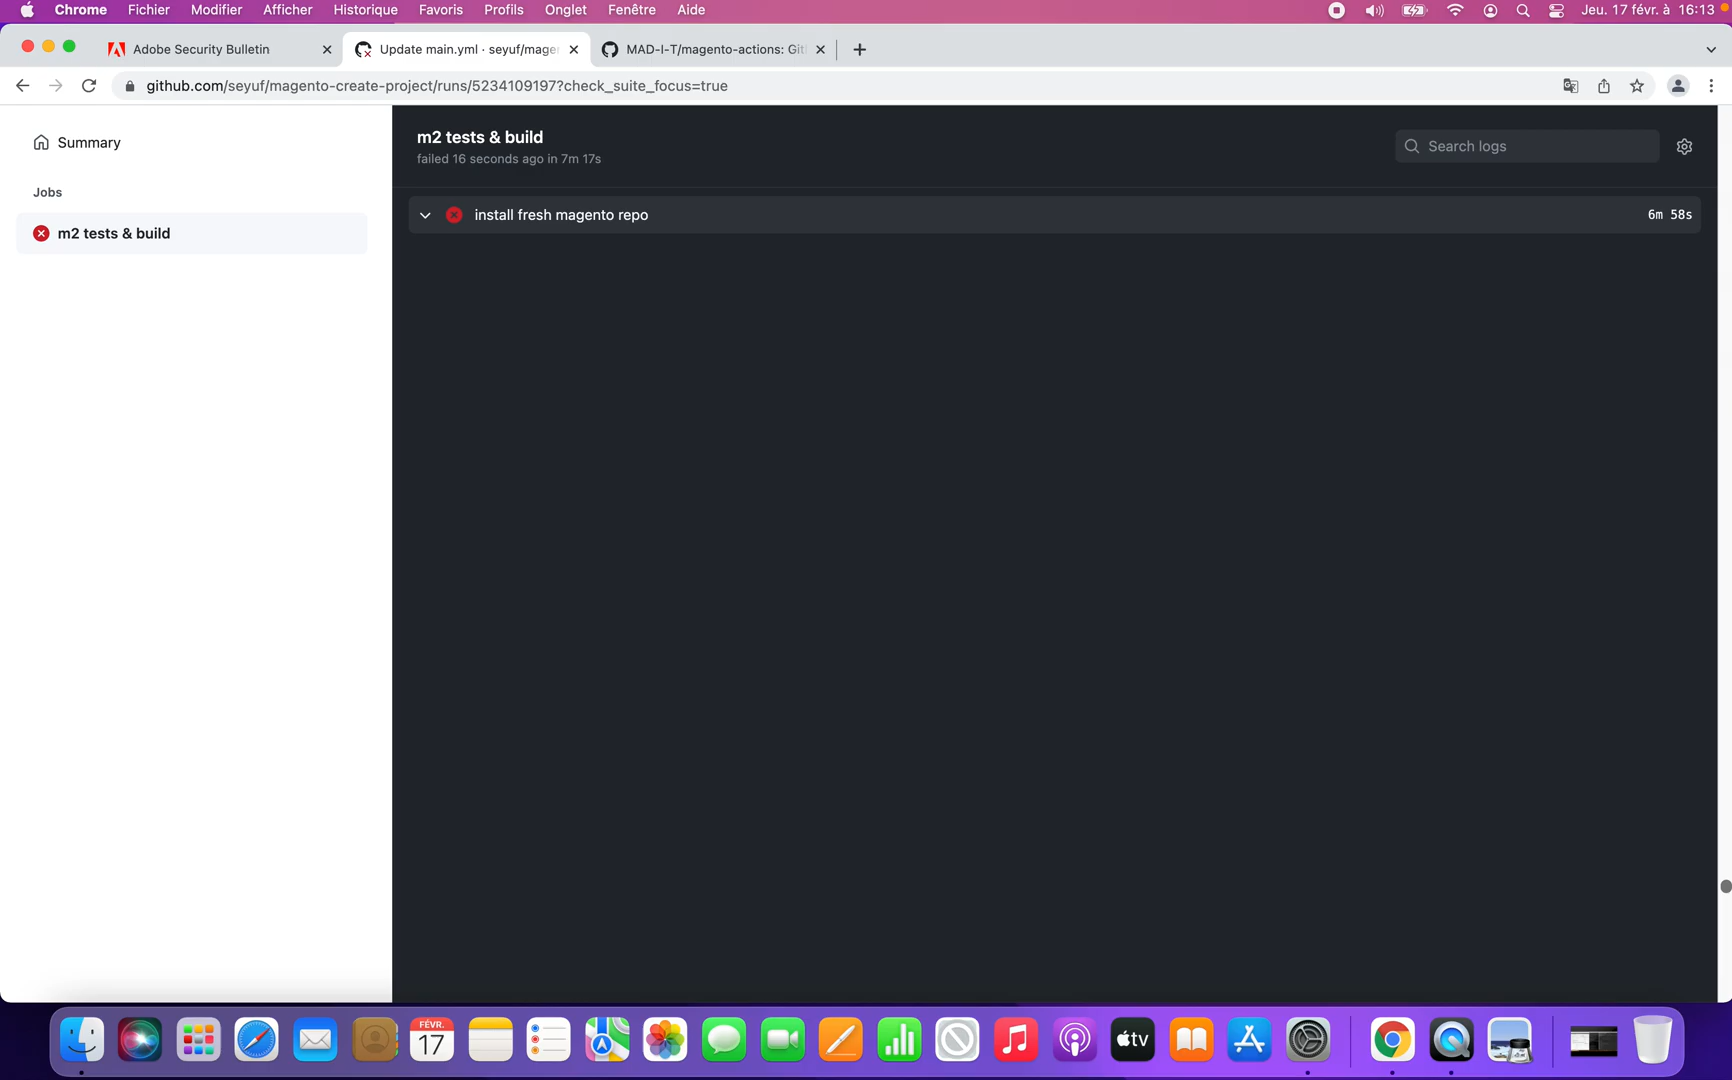 Chrome Fichier Modifier Afficher Historique Favoris Profils Onglet Fenêtre Aide Jeu. 17 févr. à 16:13
Adobe Security Bulletin Update main.yml · seyuf/mage MAD-I-T/magento-actions: Git
github.com/seyuf/magento-create-project/runs/5234109197?check_suite_focus=true
Summary
Jobs
m2 tests & build
m2 tests & build
failed 16 seconds ago in 7m 17s
Search logs
install fresh magento repo 6m 58s
FÉVR.
17
tv